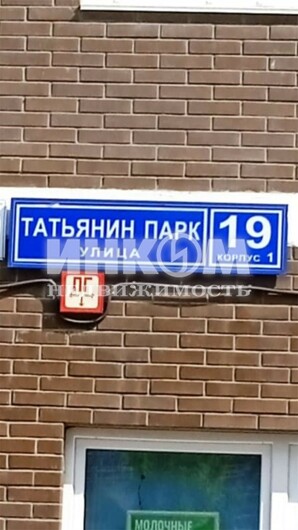 ТАТЬЯНИН ПАРК
УЛИЦА
19
КОРПУС 1
ИНКОМ
НЕДВИЖИМОСТЬ
ПГ
МОЛОЧНЫЕ